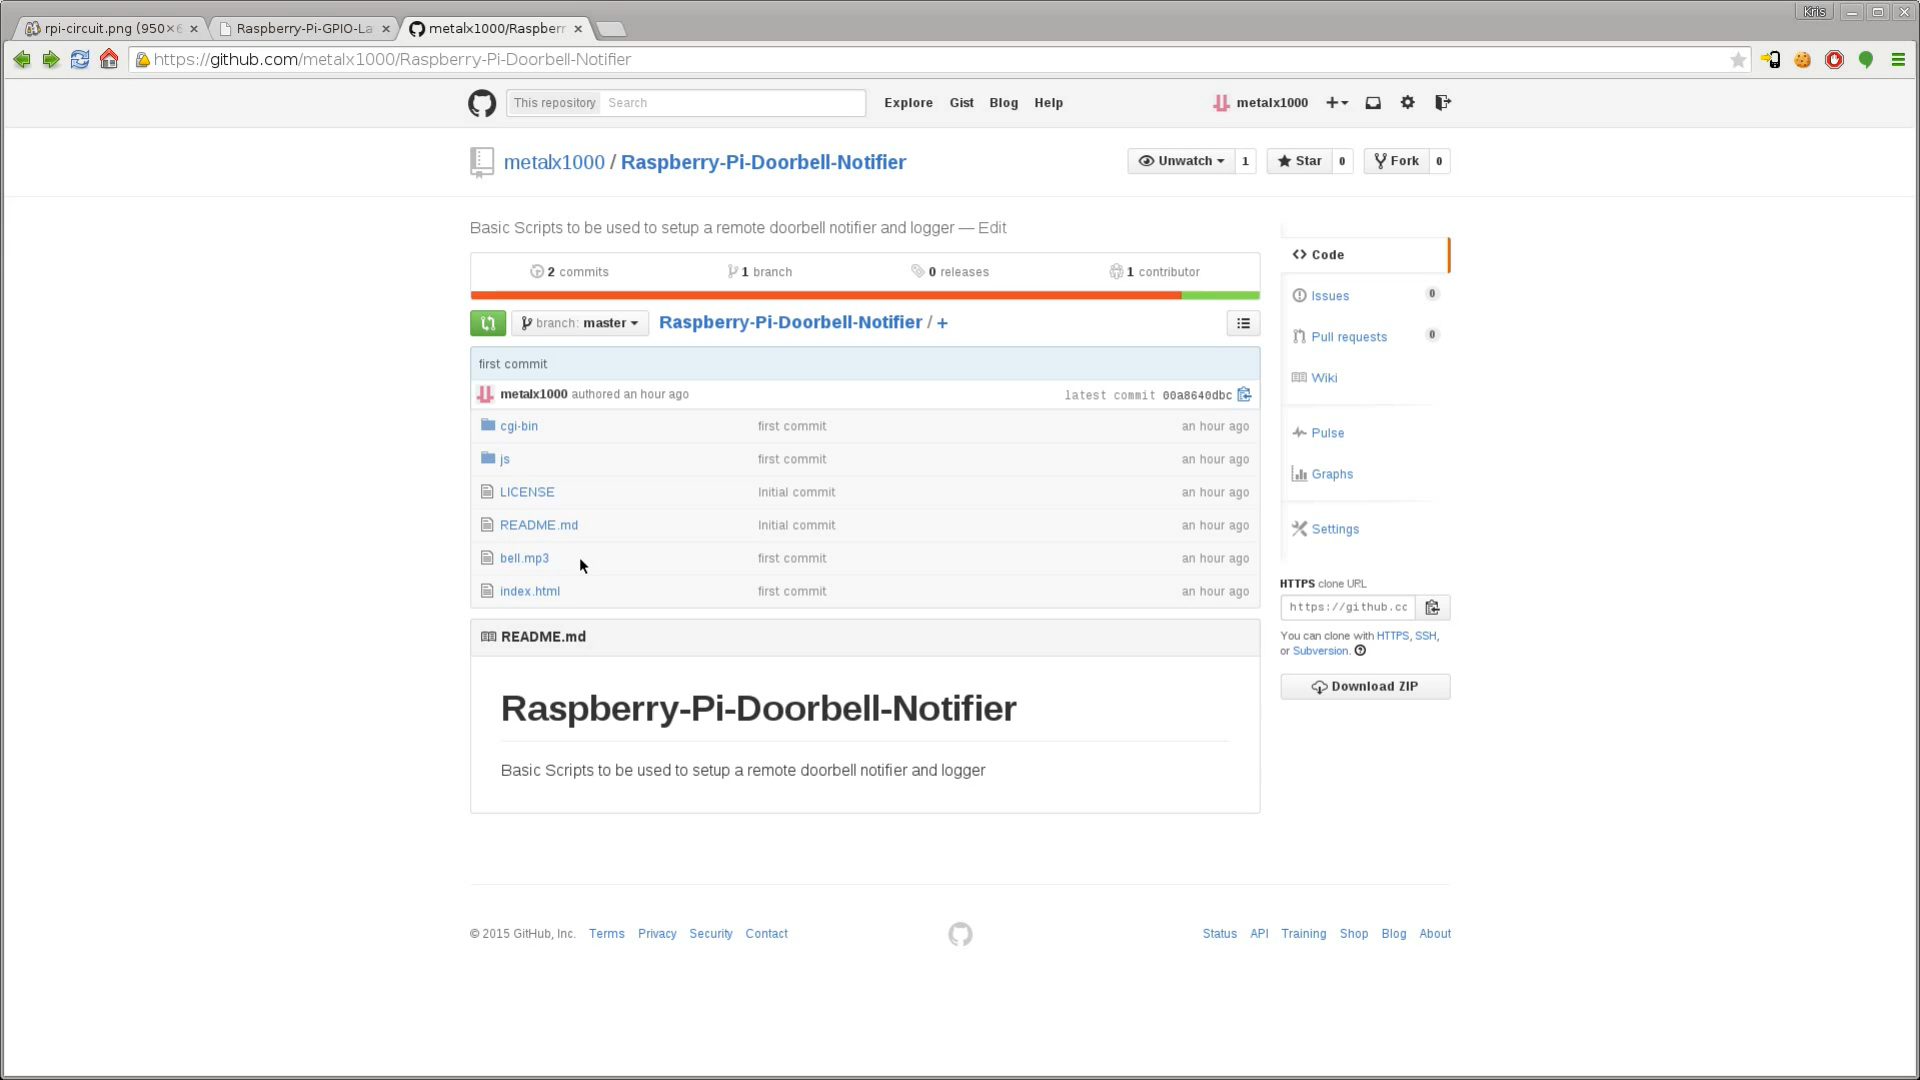 Kris
rpi-circuit.png (950×6
Raspberry-Pi-GPIO-La
metalx1000/Raspberr
https://github.com/metalx1000/Raspberry-Pi-Doorbell-Notifier
This repository Search Explore Gist Blog Help metalx1000
metalx1000 / Raspberry-Pi-Doorbell-Notifier Unwatch 1 Star 0 Fork 0
Basic Scripts to be used to setup a remote doorbell notifier and logger — Edit
2 commits 1 branch 0 releases 1 contributor
branch: master Raspberry-Pi-Doorbell-Notifier / +
first commit
metalx1000 authored an hour ago latest commit 00a8640dbc
cgi-bin first commit an hour ago
js first commit an hour ago
LICENSE Initial commit an hour ago
README.md Initial commit an hour ago
bell.mp3 first commit an hour ago
index.html first commit an hour ago
README.md
Raspberry-Pi-Doorbell-Notifier
Basic Scripts to be used to setup a remote doorbell notifier and logger
Code
Issues 0
Pull requests 0
Wiki
Pulse
Graphs
Settings
HTTPS clone URL
https://github.cc
You can clone with HTTPS, SSH,
or Subversion.
Download ZIP
© 2015 GitHub, Inc. Terms Privacy Security Contact Status API Training Shop Blog About